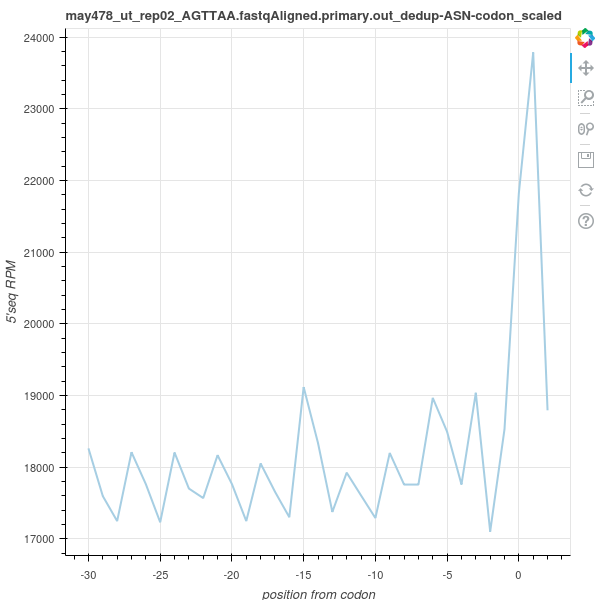 may478_ut_rep02_AGTTAA.fastqAligned.primary.out_dedup-ASN-codon_scaled
24000
23000
22000
21000
20000
19000
18000
17000
5'seq RPM
-30 -25 -20 -15 -10 -5 0
position from codon